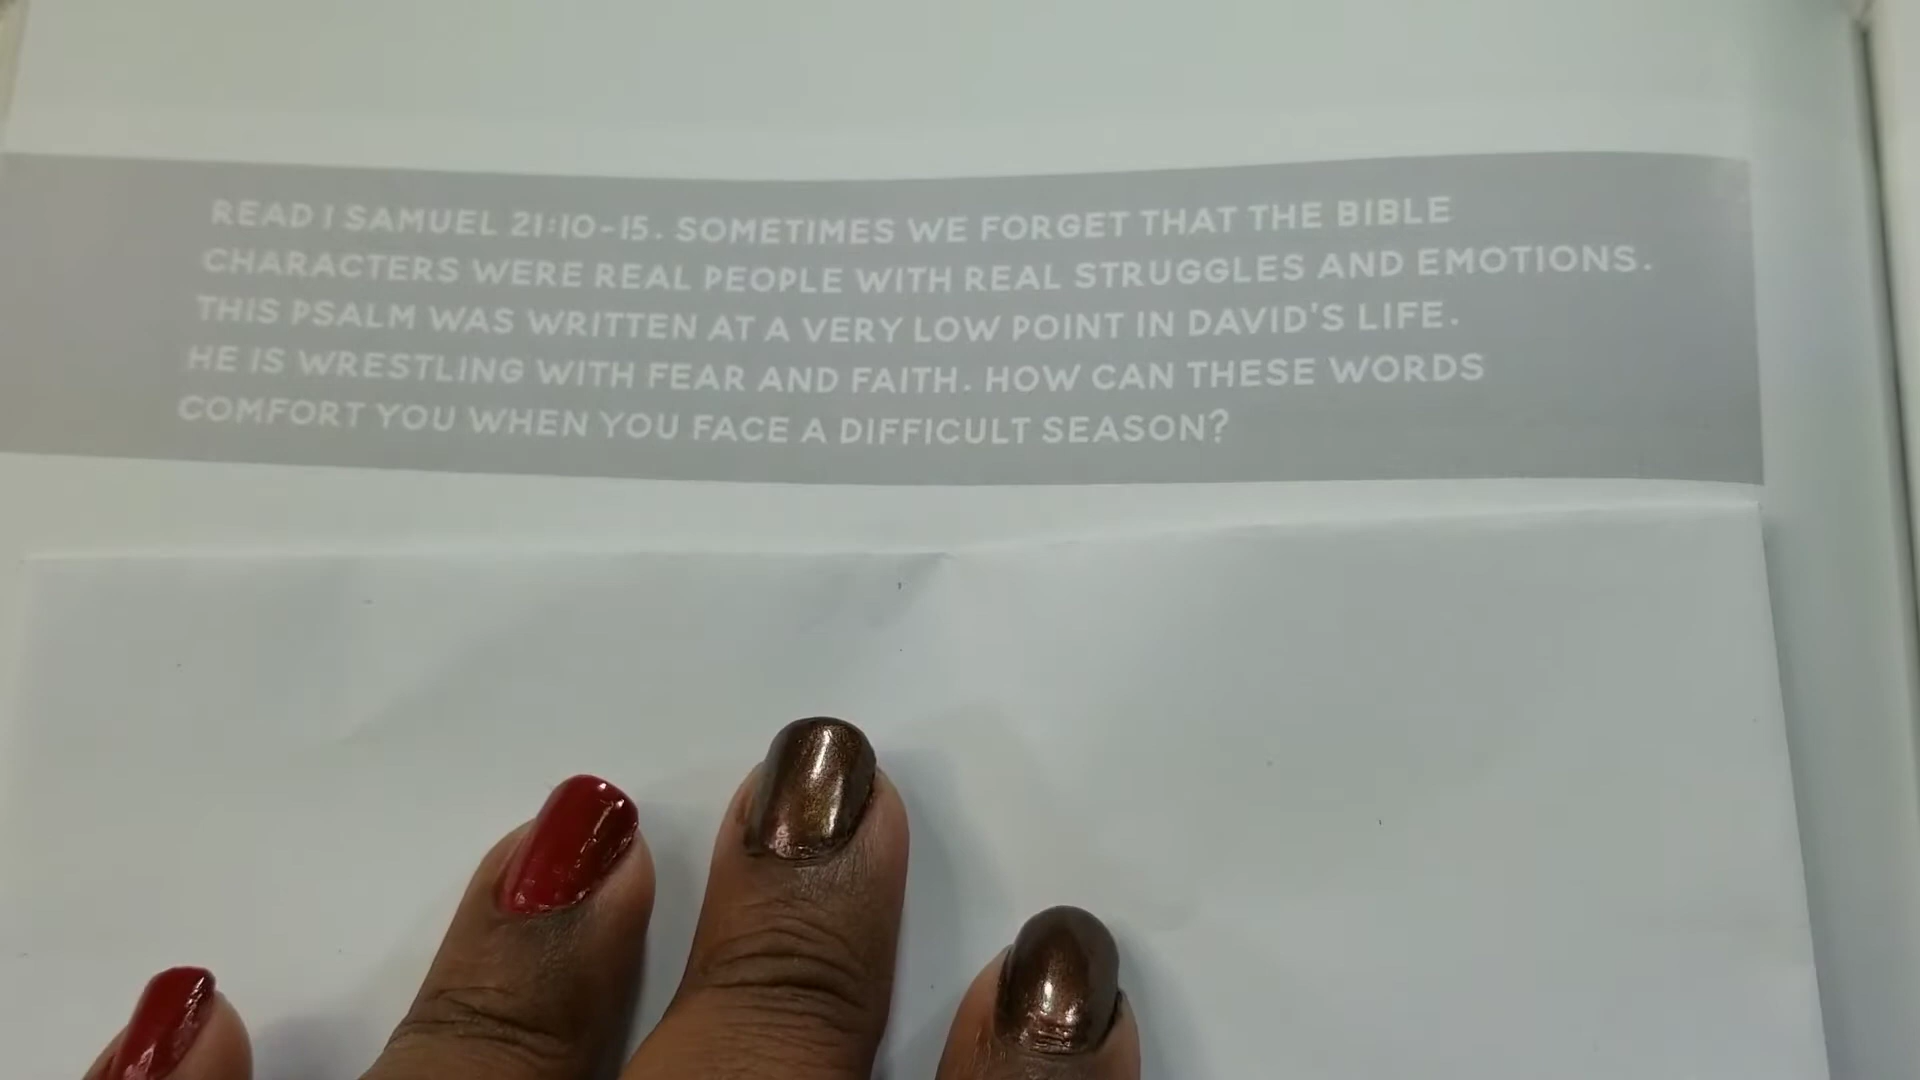 READ I SAMUEL 21:10-15. SOMETIMES WE FORGET THAT THE BIBLE
CHARACTERS WERE REAL PEOPLE WITH REAL STRUGGLES AND EMOTIONS.
THIS PSALM WAS WRITTEN AT A VERY LOW POINT IN DAVID'S LIFE.
HE IS WRESTLING WITH FEAR AND FAITH. HOW CAN THESE WORDS
COMFORT YOU WHEN YOU FACE A DIFFICULT SEASON?